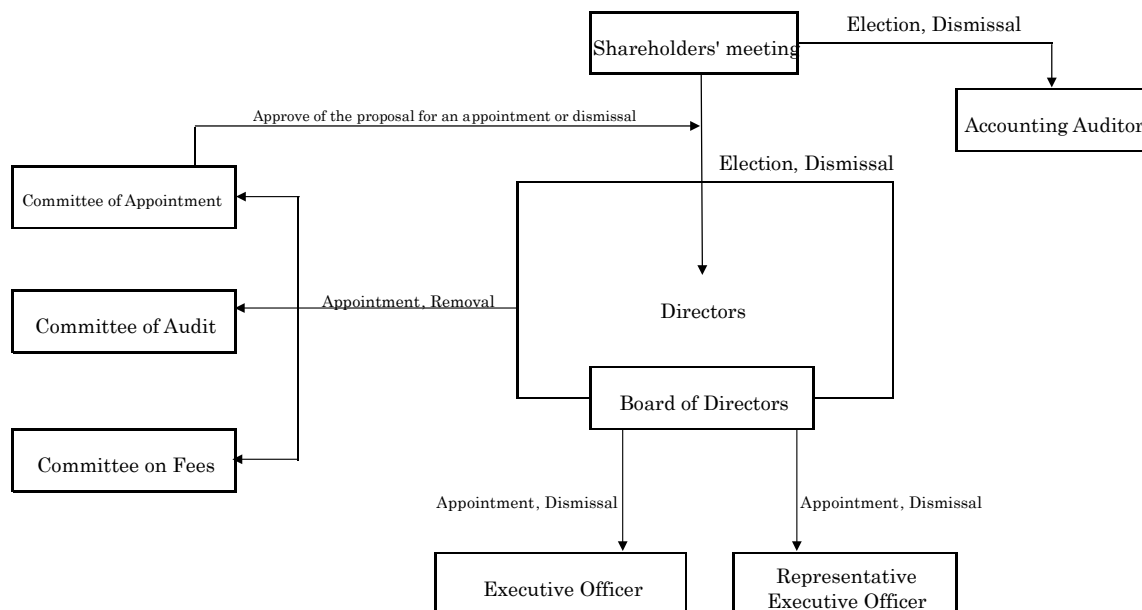 Election, Dismissal
Shareholders' meeting
Accounting Auditor
Approve of the proposal for an appointment or dismissal
Election, Dismissal
Committee of Appointment
Appointment, Removal
Directors
Committee of Audit
Board of Directors
Committee on Fees
Appointment, Dismissal
Appointment, Dismissal
Executive Officer
Representative
Executive Officer